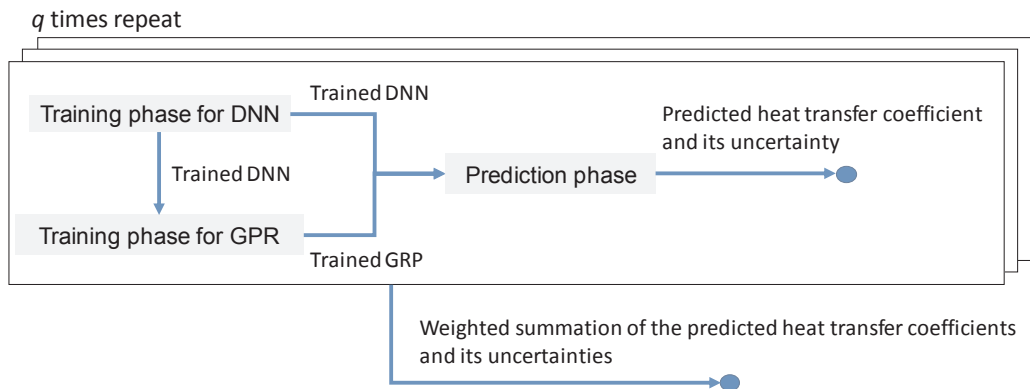 q times repeat
Trained DNN
Training phase for DNN
Predicted heat transfer coefficient
and its uncertainty
Trained DNN
Prediction phase
Training phase for GPR
Trained GRP
Weighted summation of the predicted heat transfer coefficients
and its uncertainties